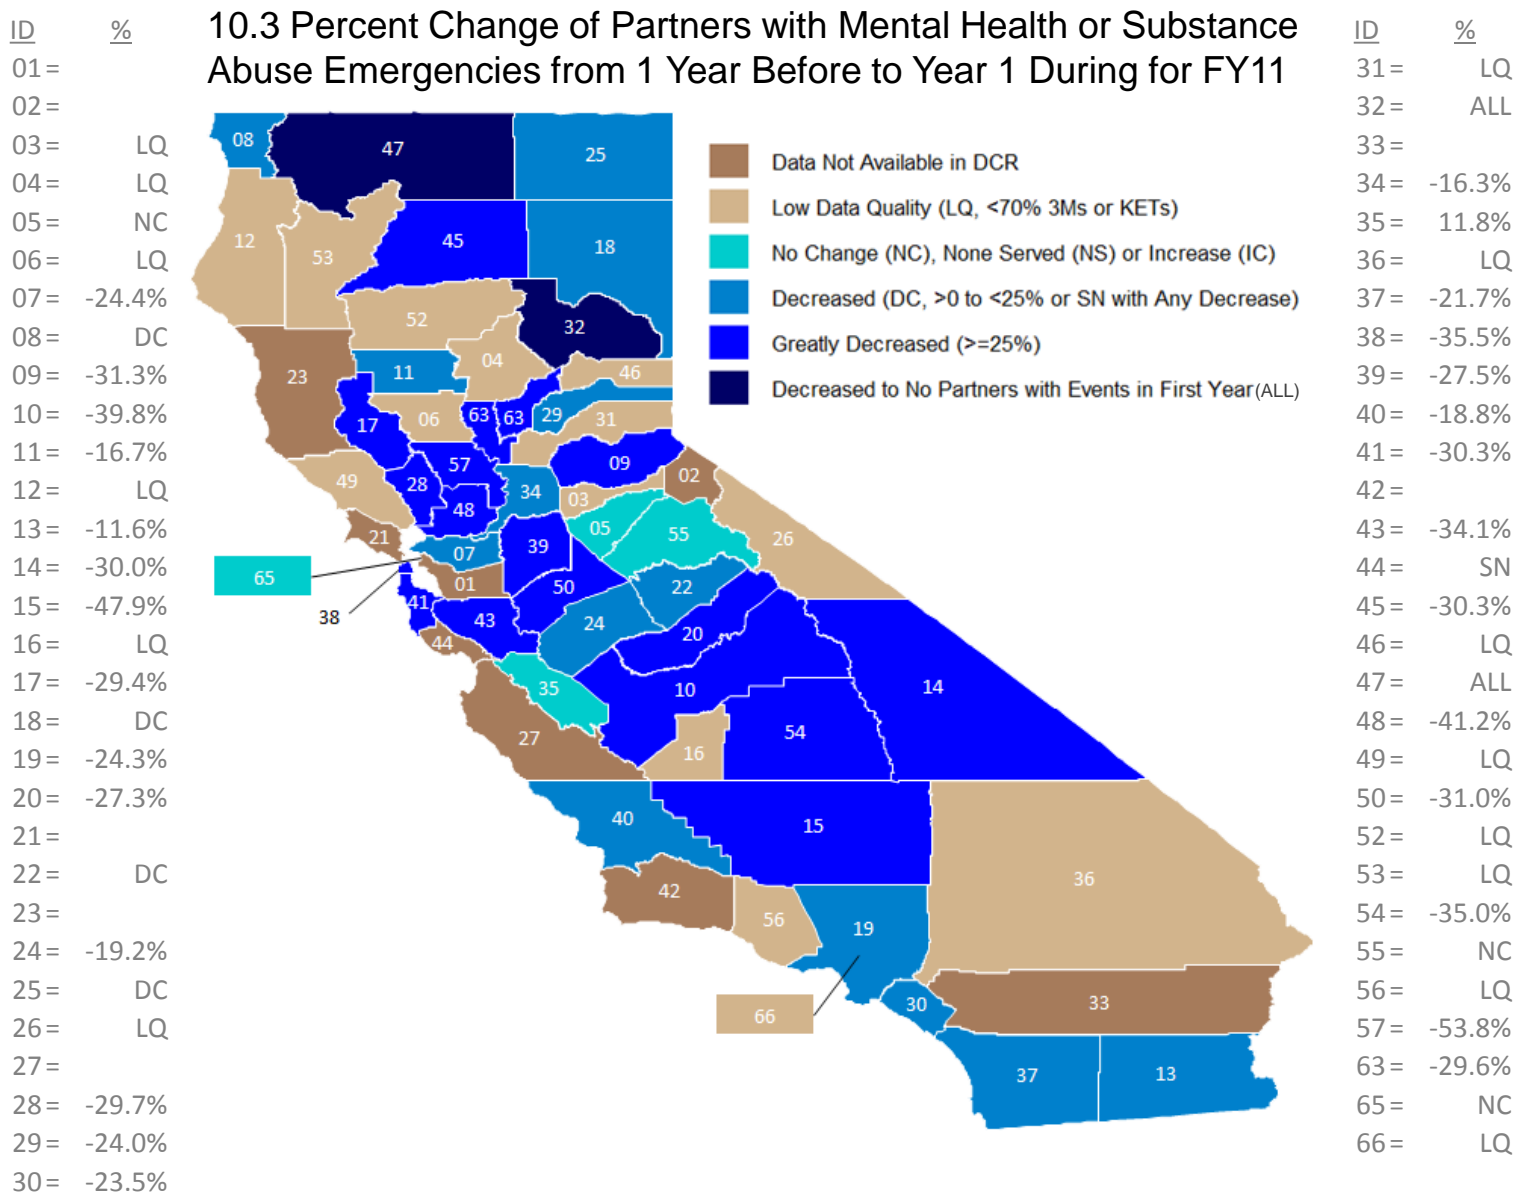 10.3 Percent Change of Partners with Mental Health or Substance
Abuse Emergencies from 1 Year Before to Year 1 During for FY11
ID %
01 =
02 =
03 = LQ
04 = LQ
05 = NC
06 = LQ
07 = -24.4%
08 = DC
09 = -31.3%
10 = -39.8%
11 = -16.7%
12 = LQ
13 = -11.6%
14 = -30.0%
15 = -47.9%
16 = LQ
17 = -29.4%
18 = DC
19 = -24.3%
20 = -27.3%
21 =
22 = DC
23 =
24 = -19.2%
25 = DC
26 = LQ
27 =
28 = -29.7%
29 = -24.0%
30 = -23.5%
08
47
25
12
53
45
18
52
32
04
23
11
46
17
06
63
63
29
31
57
09
49
28
48
34
03
02
21
07
39
05
55
26
65
01
50
22
38
41
43
24
20
44
35
10
14
27
16
54
40
15
42
56
19
36
66
30
33
37
13
Data Not Available in DCR
Low Data Quality (LQ, <70% 3Ms or KETs)
No Change (NC), None Served (NS) or Increase (IC)
Decreased (DC, >0 to <25% or SN with Any Decrease)
Greatly Decreased (>=25%)
Decreased to No Partners with Events in First Year(ALL)
ID %
31 = LQ
32 = ALL
33 =
34 = -16.3%
35 = 11.8%
36 = LQ
37 = -21.7%
38 = -35.5%
39 = -27.5%
40 = -18.8%
41 = -30.3%
42 =
43 = -34.1%
44 = SN
45 = -30.3%
46 = LQ
47 = ALL
48 = -41.2%
49 = LQ
50 = -31.0%
52 = LQ
53 = LQ
54 = -35.0%
55 = NC
56 = LQ
57 = -53.8%
63 = -29.6%
65 = NC
66 = LQ